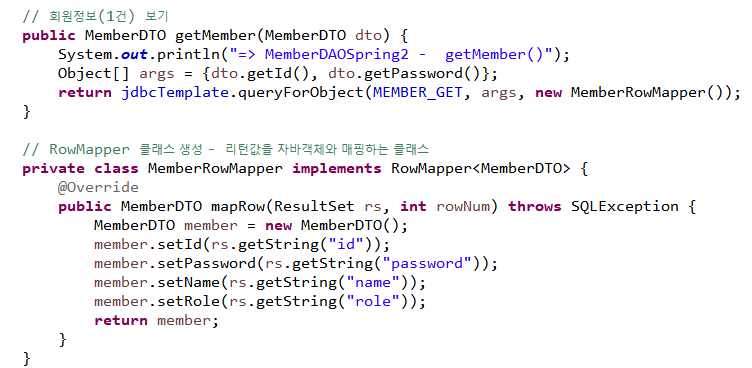 // 회원정보(1건) 보기
public MemberDTO getMember(MemberDTO dto) {
    System.out.println("=> MemberDAOSpring2 -  getMember()");
    Object[] args = {dto.getId(), dto.getPassword()};
    return jdbcTemplate.queryForObject(MEMBER_GET, args, new MemberRowMapper());
}
// RowMapper 클래스 생성 - 리턴값을 자바객체와 매핑하는 클래스
private class MemberRowMapper implements RowMapper<MemberDTO> {
    @Override
    public MemberDTO mapRow(ResultSet rs, int rowNum) throws SQLException {
        MemberDTO member = new MemberDTO();
        member.setId(rs.getString("id"));
        member.setPassword(rs.getString("password"));
        member.setName(rs.getString("name"));
        member.setRole(rs.getString("role"));
        return member;
    }
}